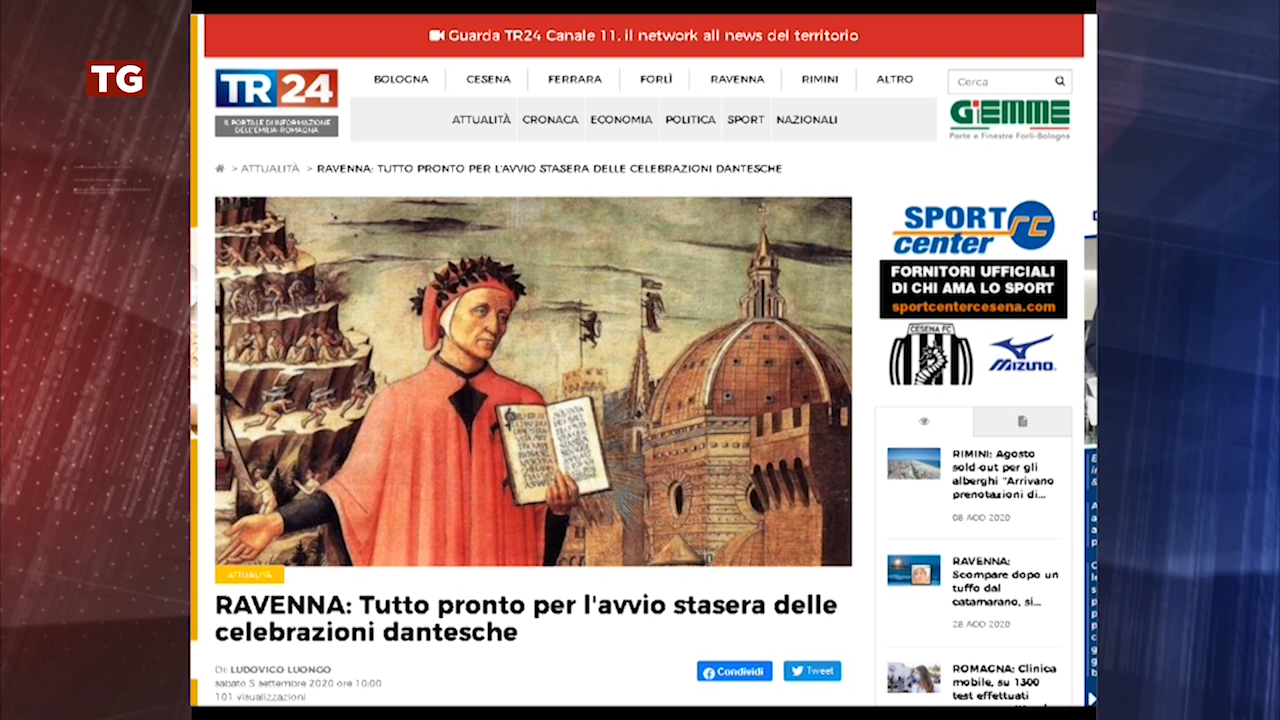 Guarda TR24 Canale 11. il network all news del territorio
TG
TR24
IL PORTALE DI INFORMAZIONE
DELL'EMILIA-ROMAGNA
BOLOGNA CESENA FERRARA FORLÌ RAVENNA RIMINI ALTRO
Cerca
ATTUALITÀ CRONACA ECONOMIA POLITICA SPORT NAZIONALI
GIEMME
Porte e Finestre Forlì-Bologna
> ATTUALITÀ > RAVENNA: TUTTO PRONTO PER L'AVVIO STASERA DELLE CELEBRAZIONI DANTESCHE
SPORT
center
FORNITORI UFFICIALI
DI CHI AMA LO SPORT
sportcentercesena.com
CESENA FC
MIZUNO
ATTUALITÀ
RAVENNA: Tutto pronto per l'avvio stasera delle
celebrazioni dantesche
DI: LUDOVICO LUONGO
sabato 5 settembre 2020 ore 10:00
101 visualizzazioni
Condividi
Tweet
RIMINI: Agosto
sold-out per gli
alberghi "Arrivano
prenotazioni di...
08 AGO 2020
RAVENNA:
Scompare dopo un
tuffo dal
catamarano, si...
28 AGO 2020
ROMAGNA: Clinica
mobile, su 1300
test effettuati